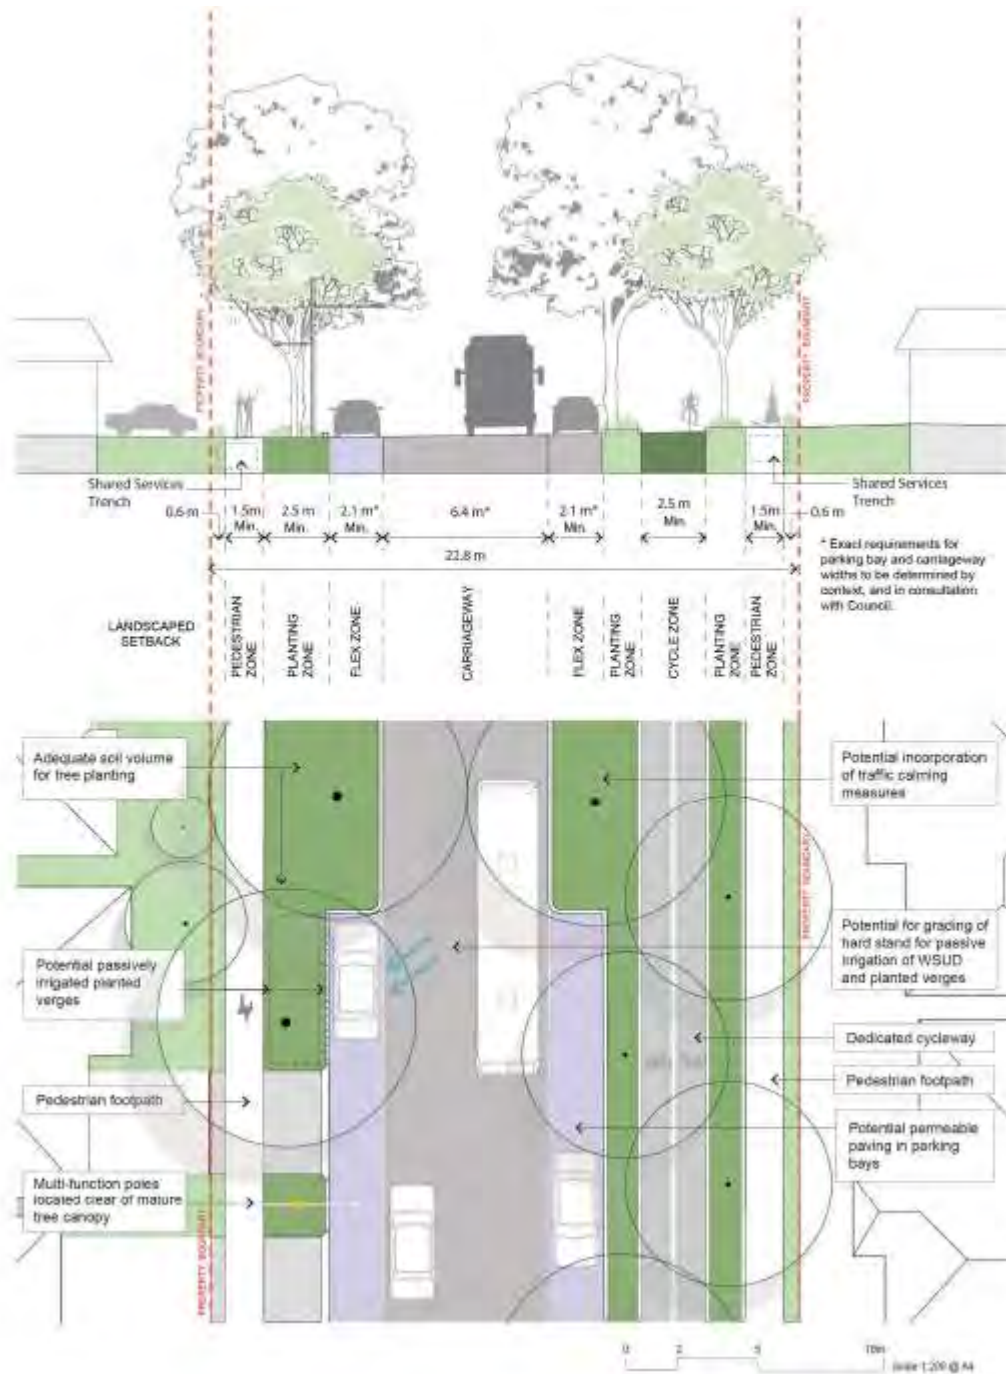 PROPERTY BOUNDARY
PROPERTY BOUNDARY
Shared Services
Trench
Shared Services
Trench
0.6 m
1.5m
Min.
2.5 m
Min.
2.1 m*
Min.
6.4 m*
2.1 m*
Min.
2.5 m
Min.
1.5m
Min.
0.6 m
22.8 m
* Exact requirements for
parking bay and carriageway
widths to be determined by
context, and in consultation
with Council.
LANDSCAPED
SETBACK
PEDESTRIAN
ZONE
PLANTING
ZONE
FLEX ZONE
CARRIAGEWAY
FLEX ZONE
PLANTING
ZONE
CYCLE ZONE
PLANTING
ZONE
PEDESTRIAN
ZONE
Adequate soil volume
for tree planting
Potential incorporation
of traffic calming
measures
PROPERTY BOUNDARY
Potential for grading of
hard stand for passive
irrigation of WSUD
and planted verges
Potential passively
irrigated planted
verges
Dedicated cycleway
Pedestrian footpath
Pedestrian footpath
Potential permeable
paving in parking
bays
Multi-function poles
located clear of mature
tree canopy
PROPERTY BOUNDARY
0 2 5 10m
Scale 1:200 @ A4